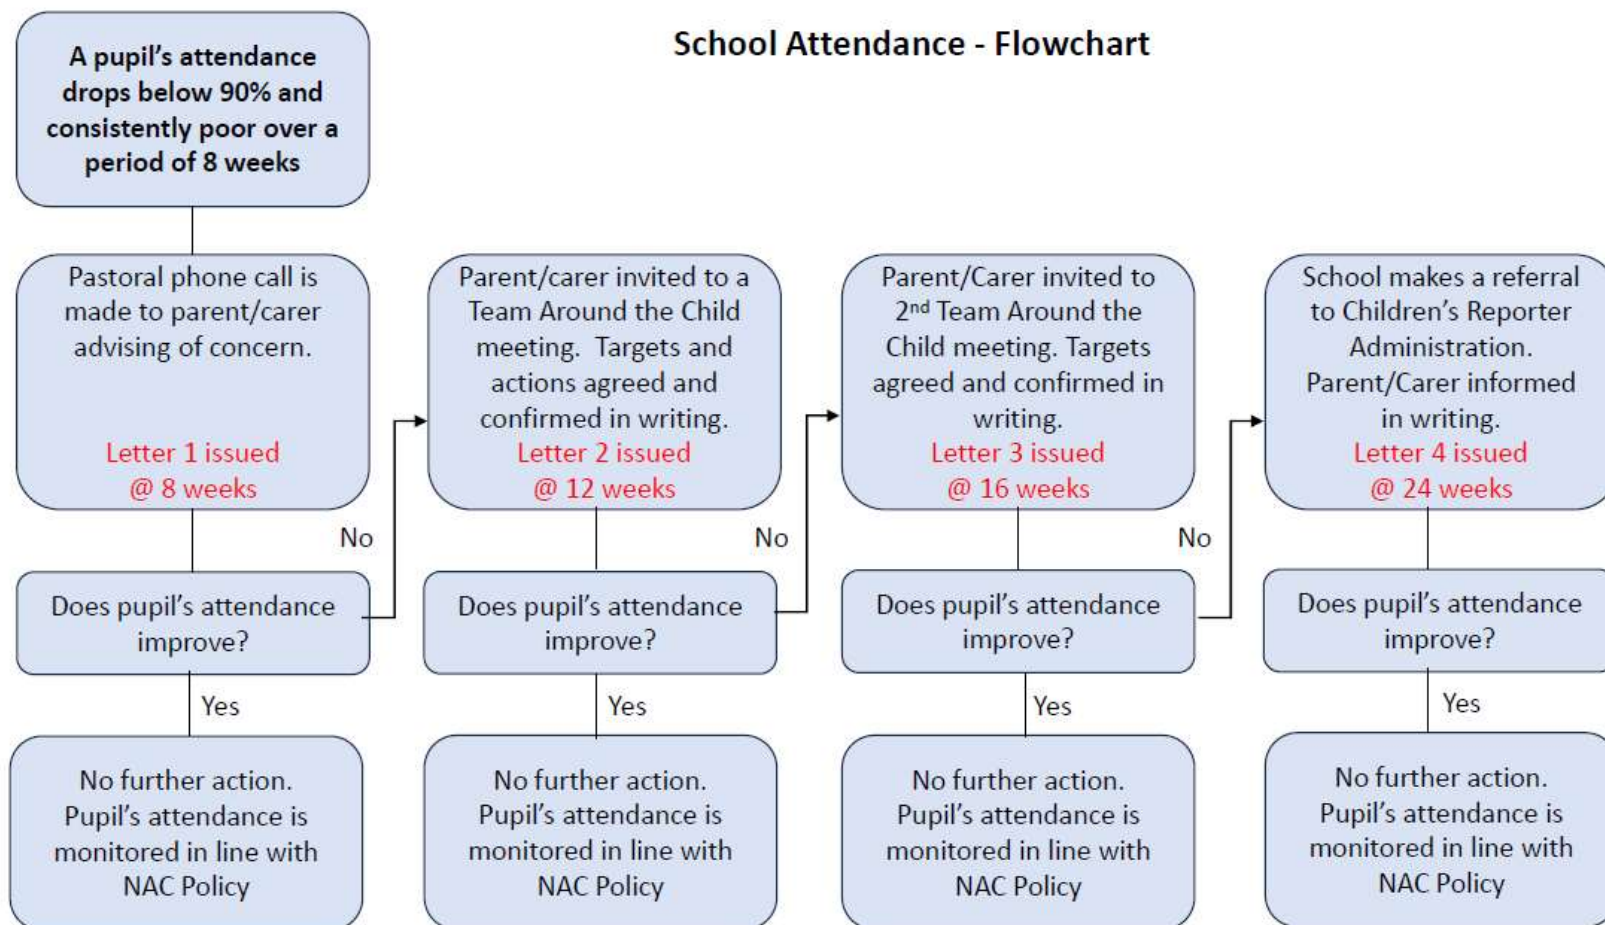 School Attendance - Flowchart
A pupil's attendance
drops below 90% and
consistently poor over a
period of 8 weeks
Pastoral phone call is
made to parent/carer
advising of concern.
Letter 1 issued
@ 8 weeks
No
Does pupil's attendance
improve?
Yes
No further action.
Pupil's attendance is
monitored in line with
NAC Policy
Parent/carer invited to a
Team Around the Child
meeting.  Targets and
actions agreed and
confirmed in writing.
Letter 2 issued
@ 12 weeks
No
Does pupil's attendance
improve?
Yes
No further action.
Pupil's attendance is
monitored in line with
NAC Policy
Parent/Carer invited to
2nd Team Around the
Child meeting. Targets
agreed and confirmed in
writing.
Letter 3 issued
@ 16 weeks
No
Does pupil's attendance
improve?
Yes
No further action.
Pupil's attendance is
monitored in line with
NAC Policy
School makes a referral
to Children's Reporter
Administration.
Parent/Carer informed
in writing.
Letter 4 issued
@ 24 weeks
Does pupil's attendance
improve?
Yes
No further action.
Pupil's attendance is
monitored in line with
NAC Policy